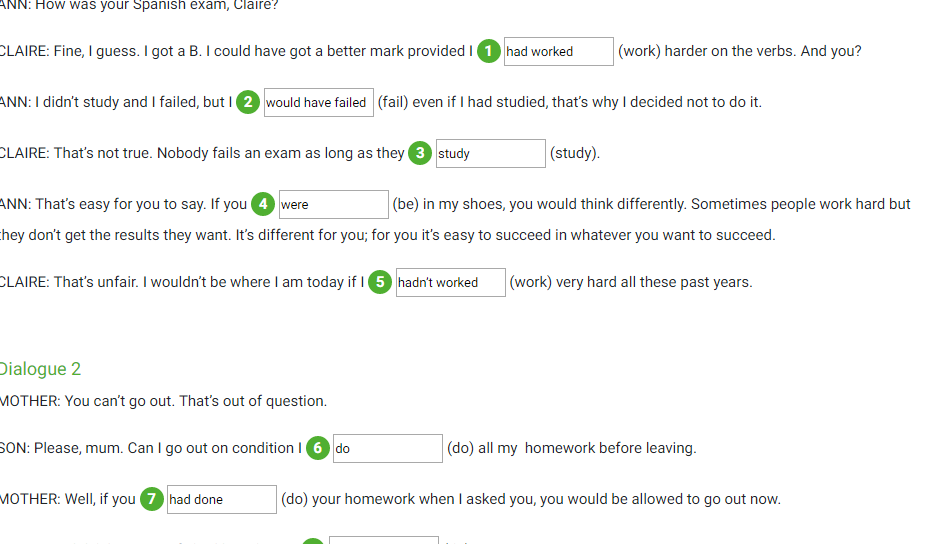 ANN: How was your Spanish exam, Claire?
CLAIRE: Fine, I guess. I got a B. I could have got a better mark provided I 1 had worked (work) harder on the verbs. And you?
ANN: I didn't study and I failed, but I 2 would have failed (fail) even if I had studied, that's why I decided not to do it.
CLAIRE: That's not true. Nobody fails an exam as long as they 3 study (study).
ANN: That's easy for you to say. If you 4 were (be) in my shoes, you would think differently. Sometimes people work hard but
they don't get the results they want. It's different for you; for you it's easy to succeed in whatever you want to succeed.
CLAIRE: That's unfair. I wouldn't be where I am today if I 5 hadn't worked (work) very hard all these past years.
Dialogue 2
MOTHER: You can't go out. That's out of question.
SON: Please, mum. Can I go out on condition I 6 do (do) all my homework before leaving.
MOTHER: Well, if you 7 had done (do) your homework when I asked you, you would be allowed to go out now.